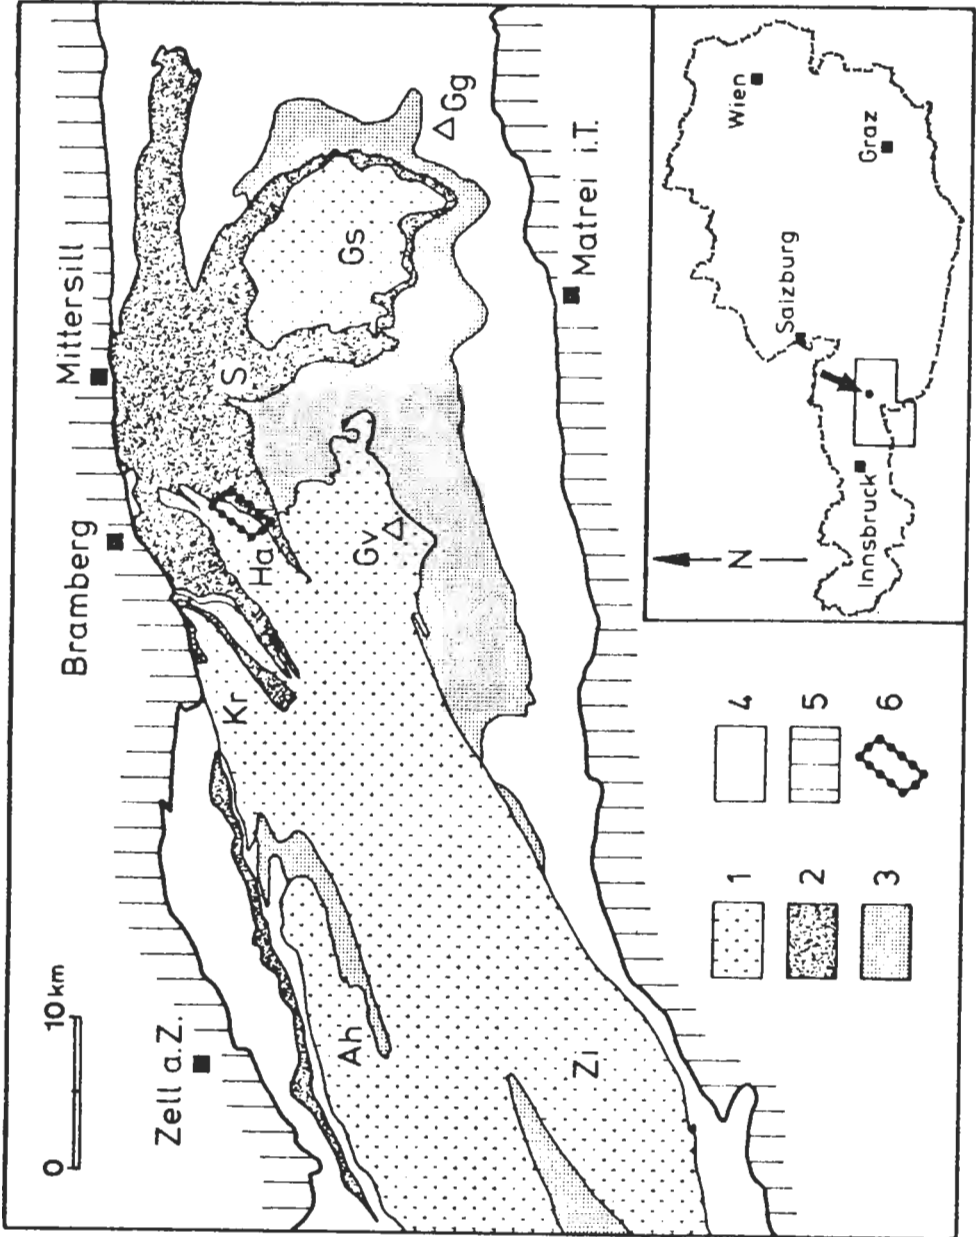 0 10 km
Zell a.Z.
Bramberg
Mittersill
Kr
Ha
S
Gs
Gg
Ah
Gv
Zi
Matrei i.T.
1
2
3
4
5
6
N
Innsbruck
Salzburg
Wien
Graz